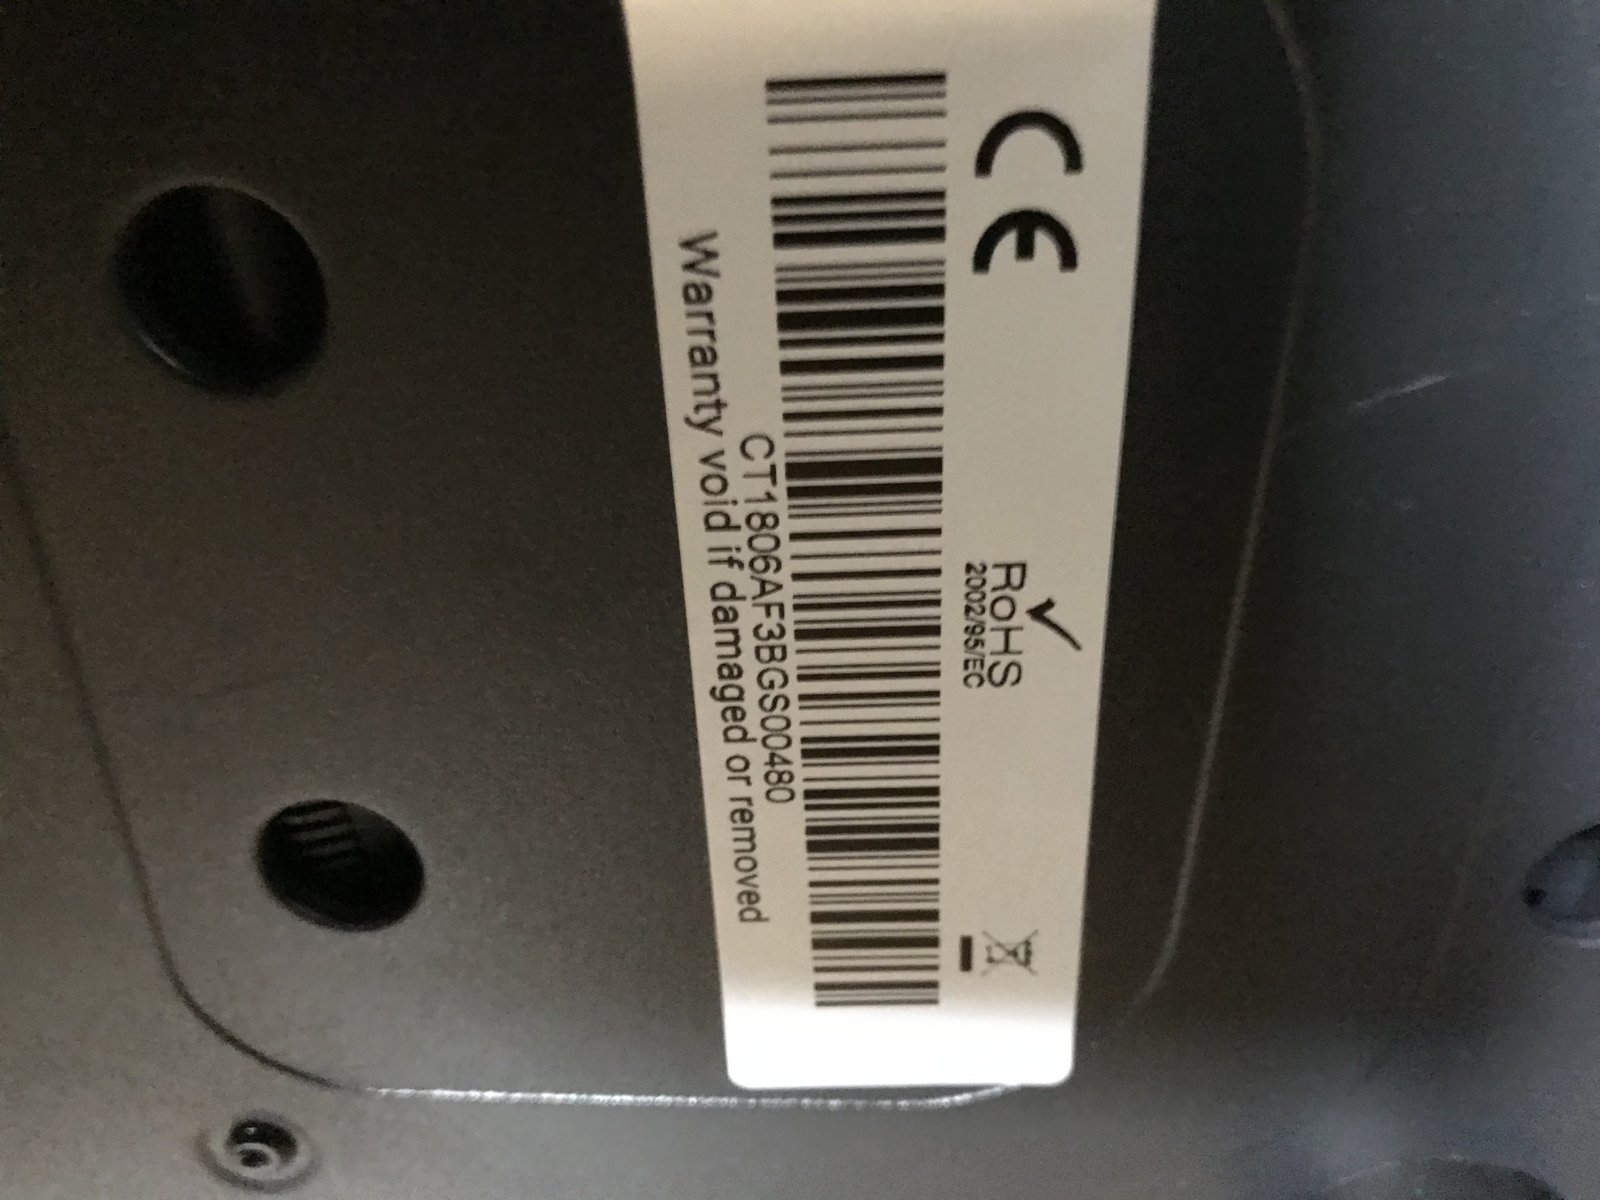 CE
RoHS
2002/95/EC
CT1806AF3BGS00480
Warranty void if damaged or removed